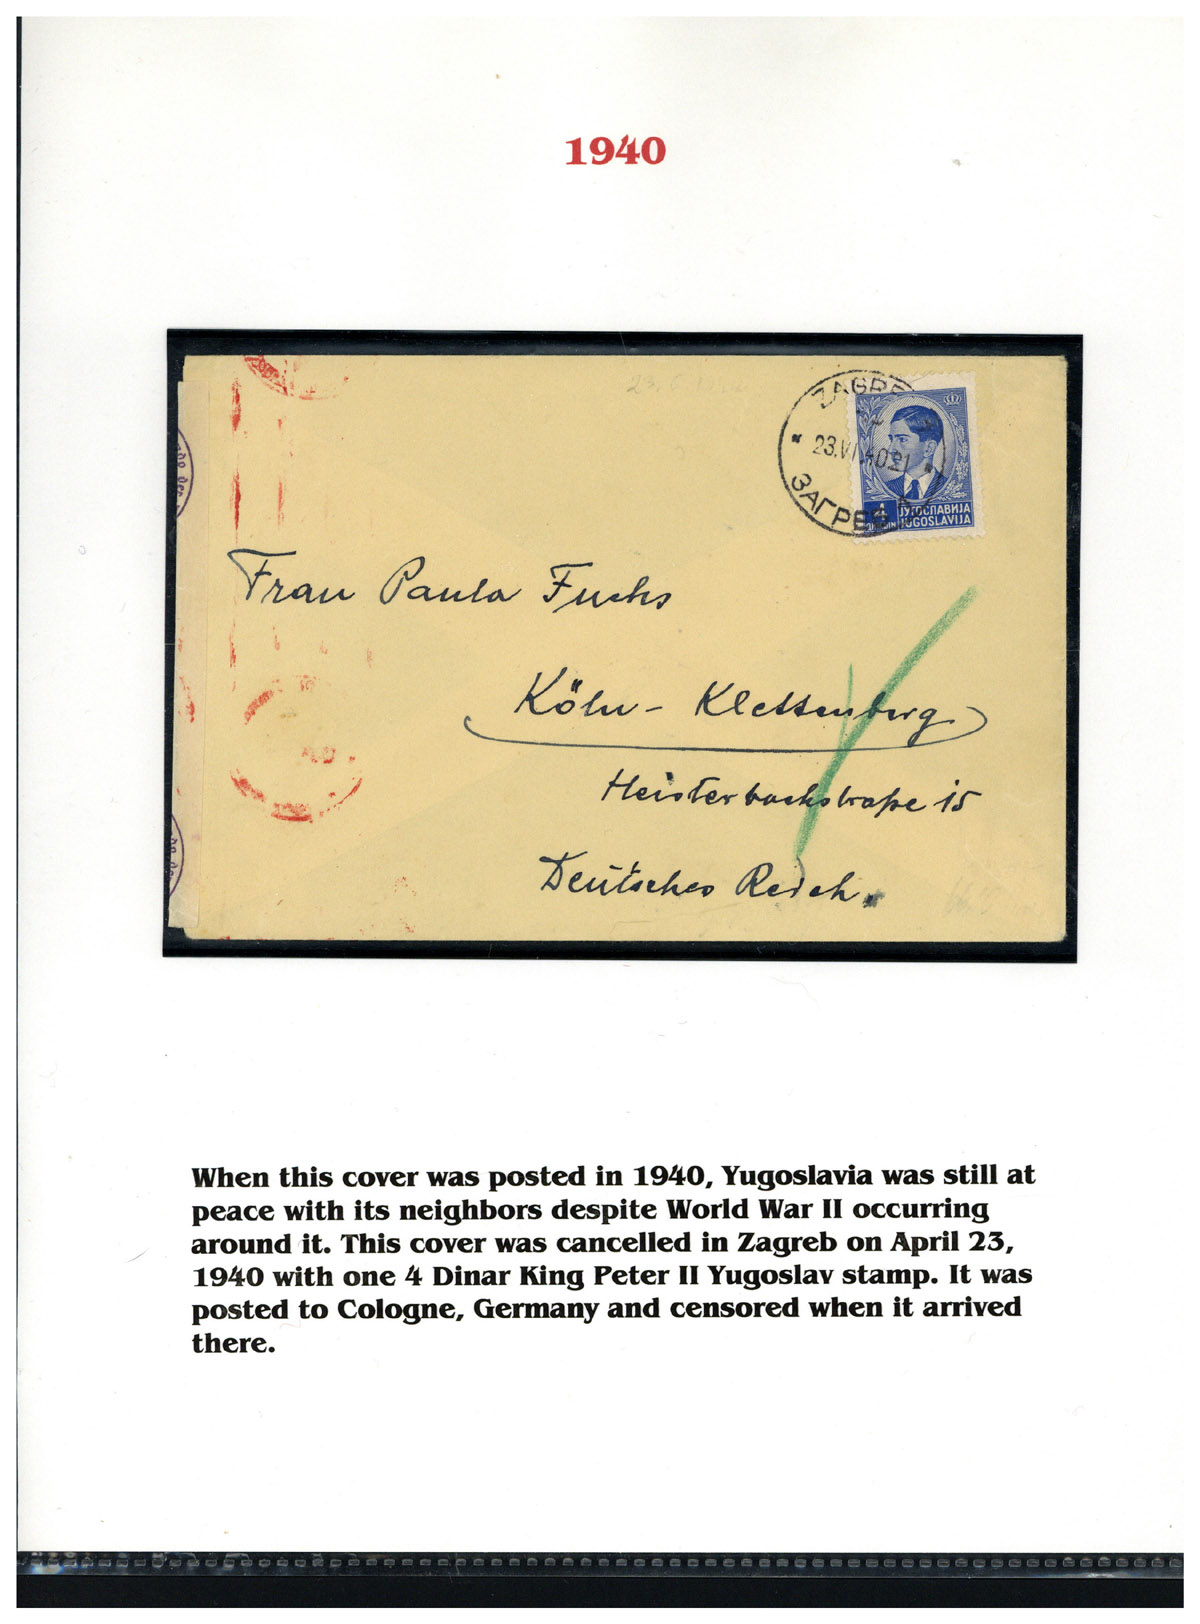 1940
ZAGRE
23.VI.40 21
ЗАГРЕБ
4
ЈУГОСЛАВИЈА
JUGOSLAVIJA
Frau Paula Fuchs
Köln - Klettenberg
Heisterbachstraße 15
Deutsches Reich.
When this cover was posted in 1940, Yugoslavia was still at
peace with its neighbors despite World War II occurring
around it. This cover was cancelled in Zagreb on April 23,
1940 with one 4 Dinar King Peter II Yugoslav stamp. It was
posted to Cologne, Germany and censored when it arrived
there.